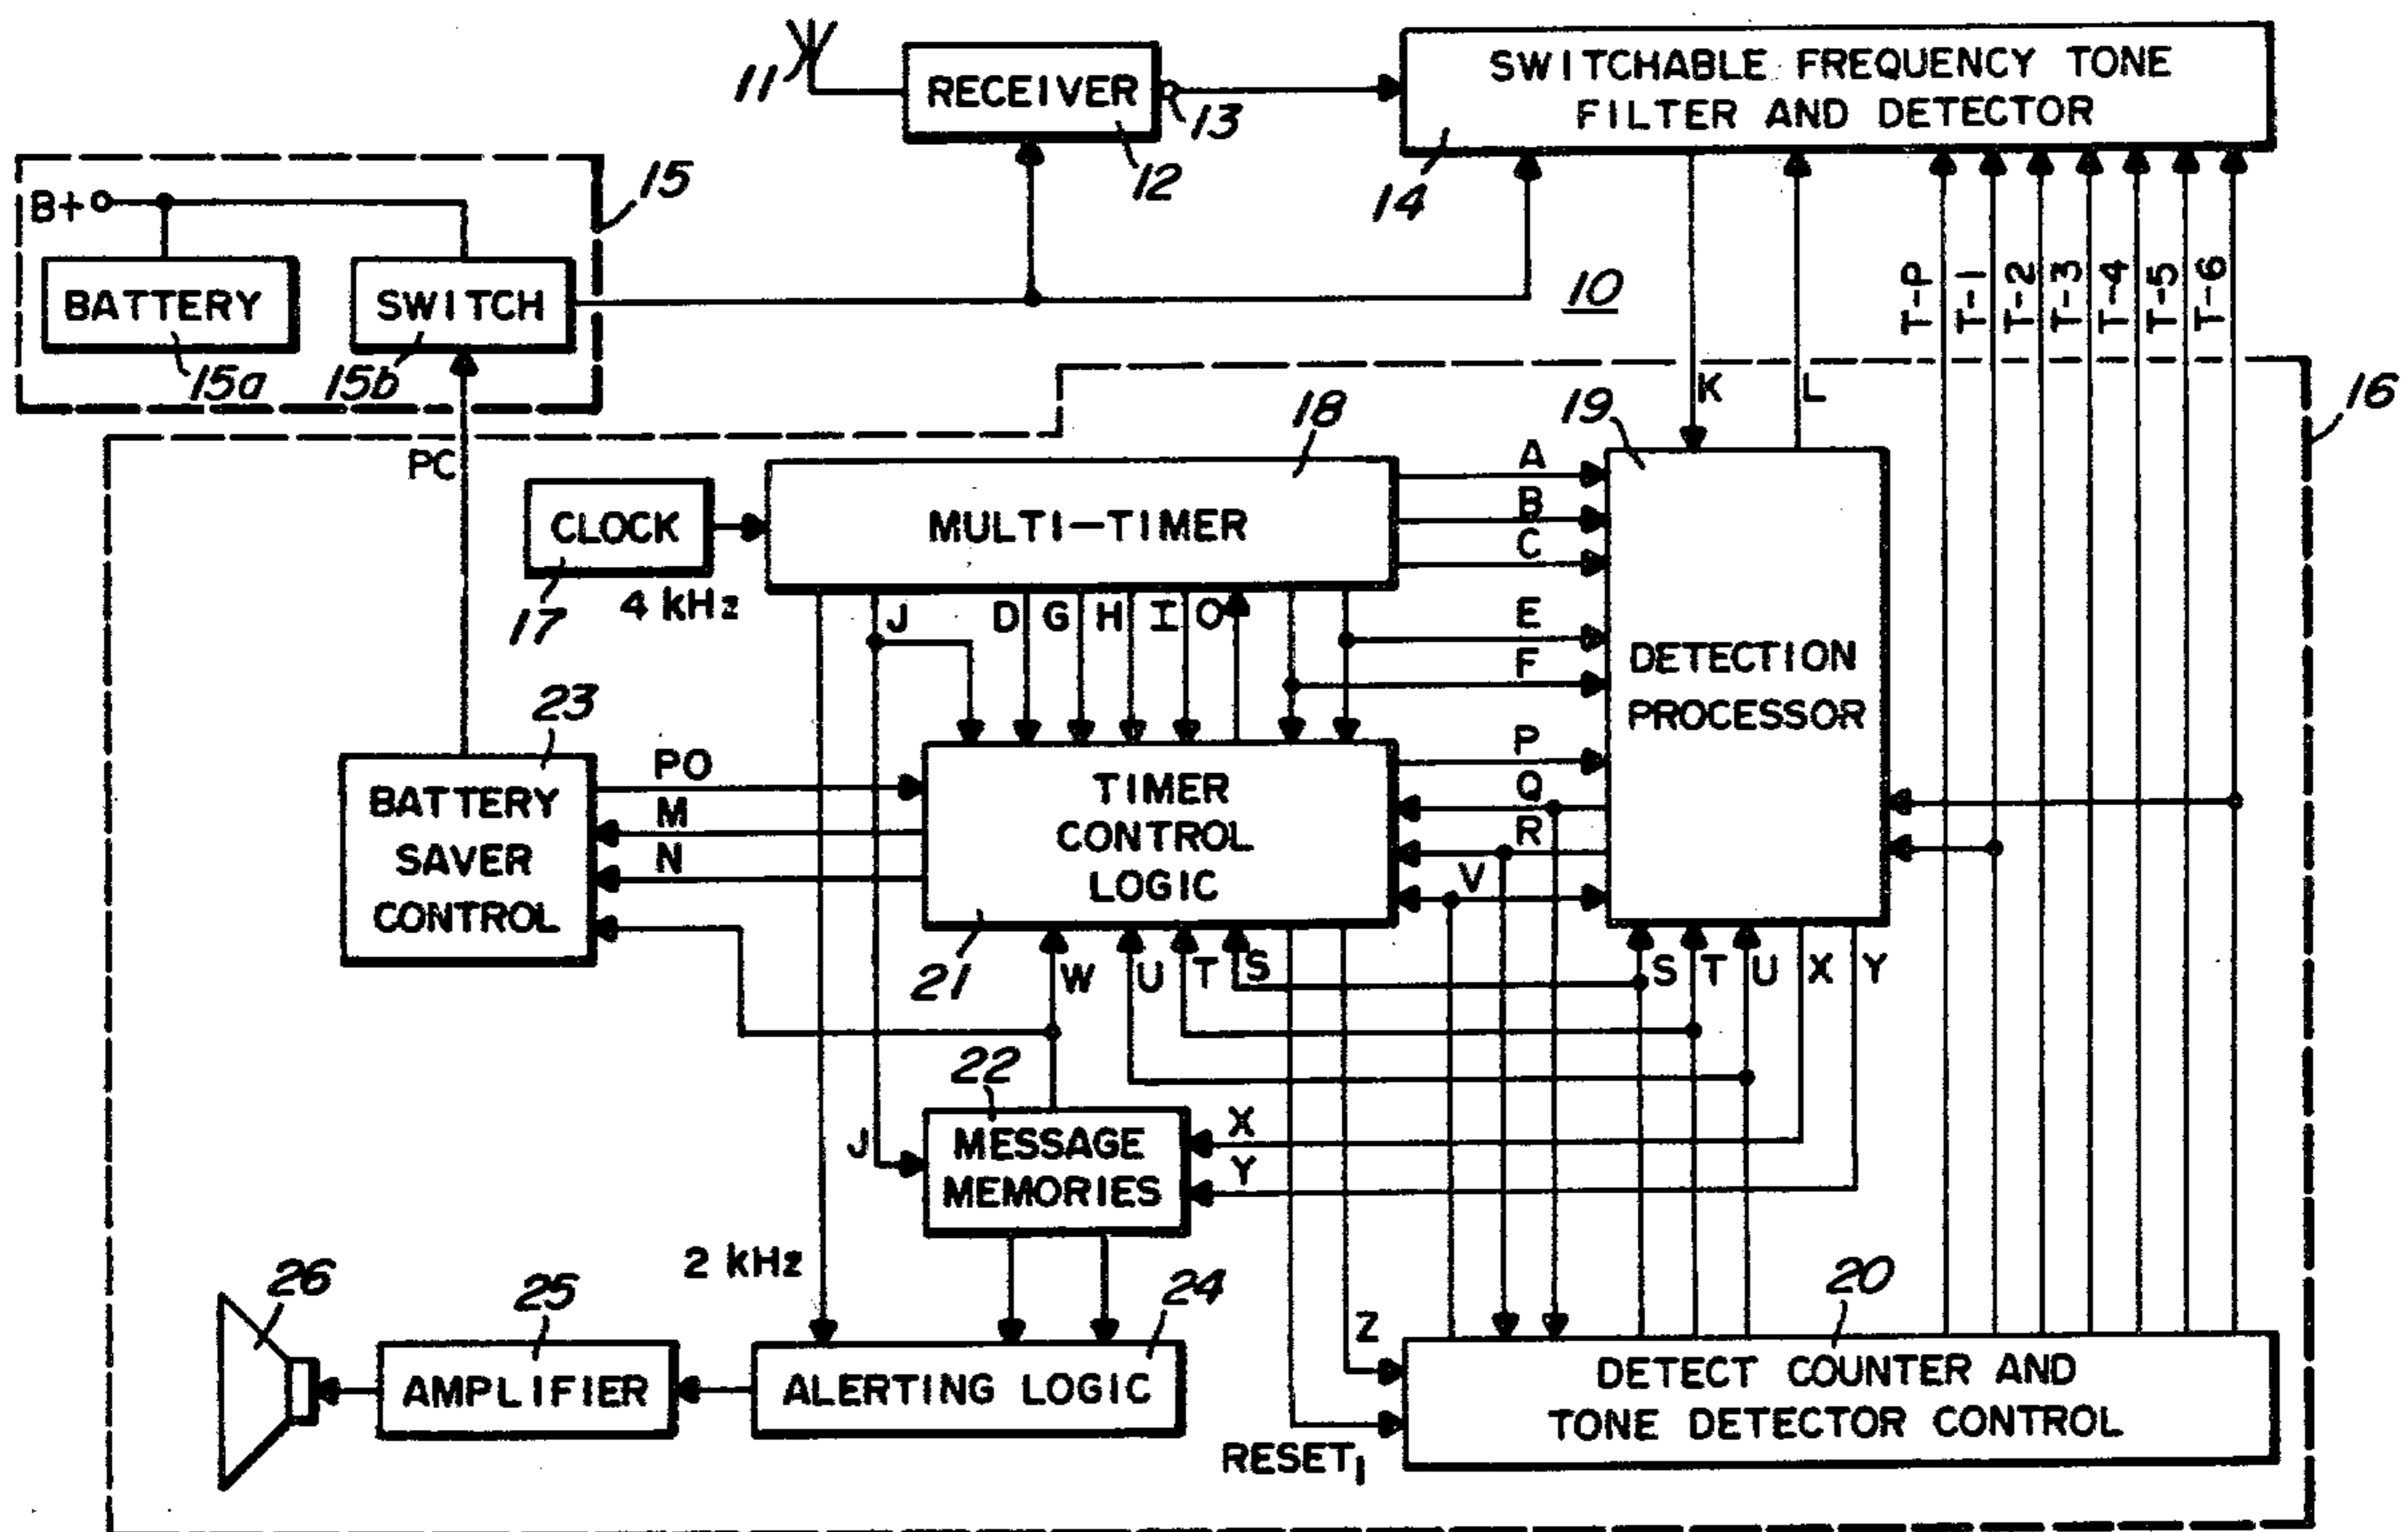 11
RECEIVER
13
12
SWITCHABLE FREQUENCY TONE
FILTER AND DETECTOR
14
15
B+
BATTERY
SWITCH
15a
15b
10
T-P
T-1
T-2
T-3
T-4
T-5
T-6
K
L
16
PC
18
19
CLOCK
17
4 kHz
MULTI-TIMER
A
B
C
J
D
G
H
I
O
E
F
DETECTION
PROCESSOR
23
BATTERY
SAVER
CONTROL
PO
M
N
TIMER
CONTROL
LOGIC
21
P
Q
R
V
W
U
T
S
S
T
U
X
Y
22
J
MESSAGE
MEMORIES
X
Y
2 kHz
26
25
AMPLIFIER
24
ALERTING LOGIC
Z
RESET1
20
DETECT COUNTER AND
TONE DETECTOR CONTROL